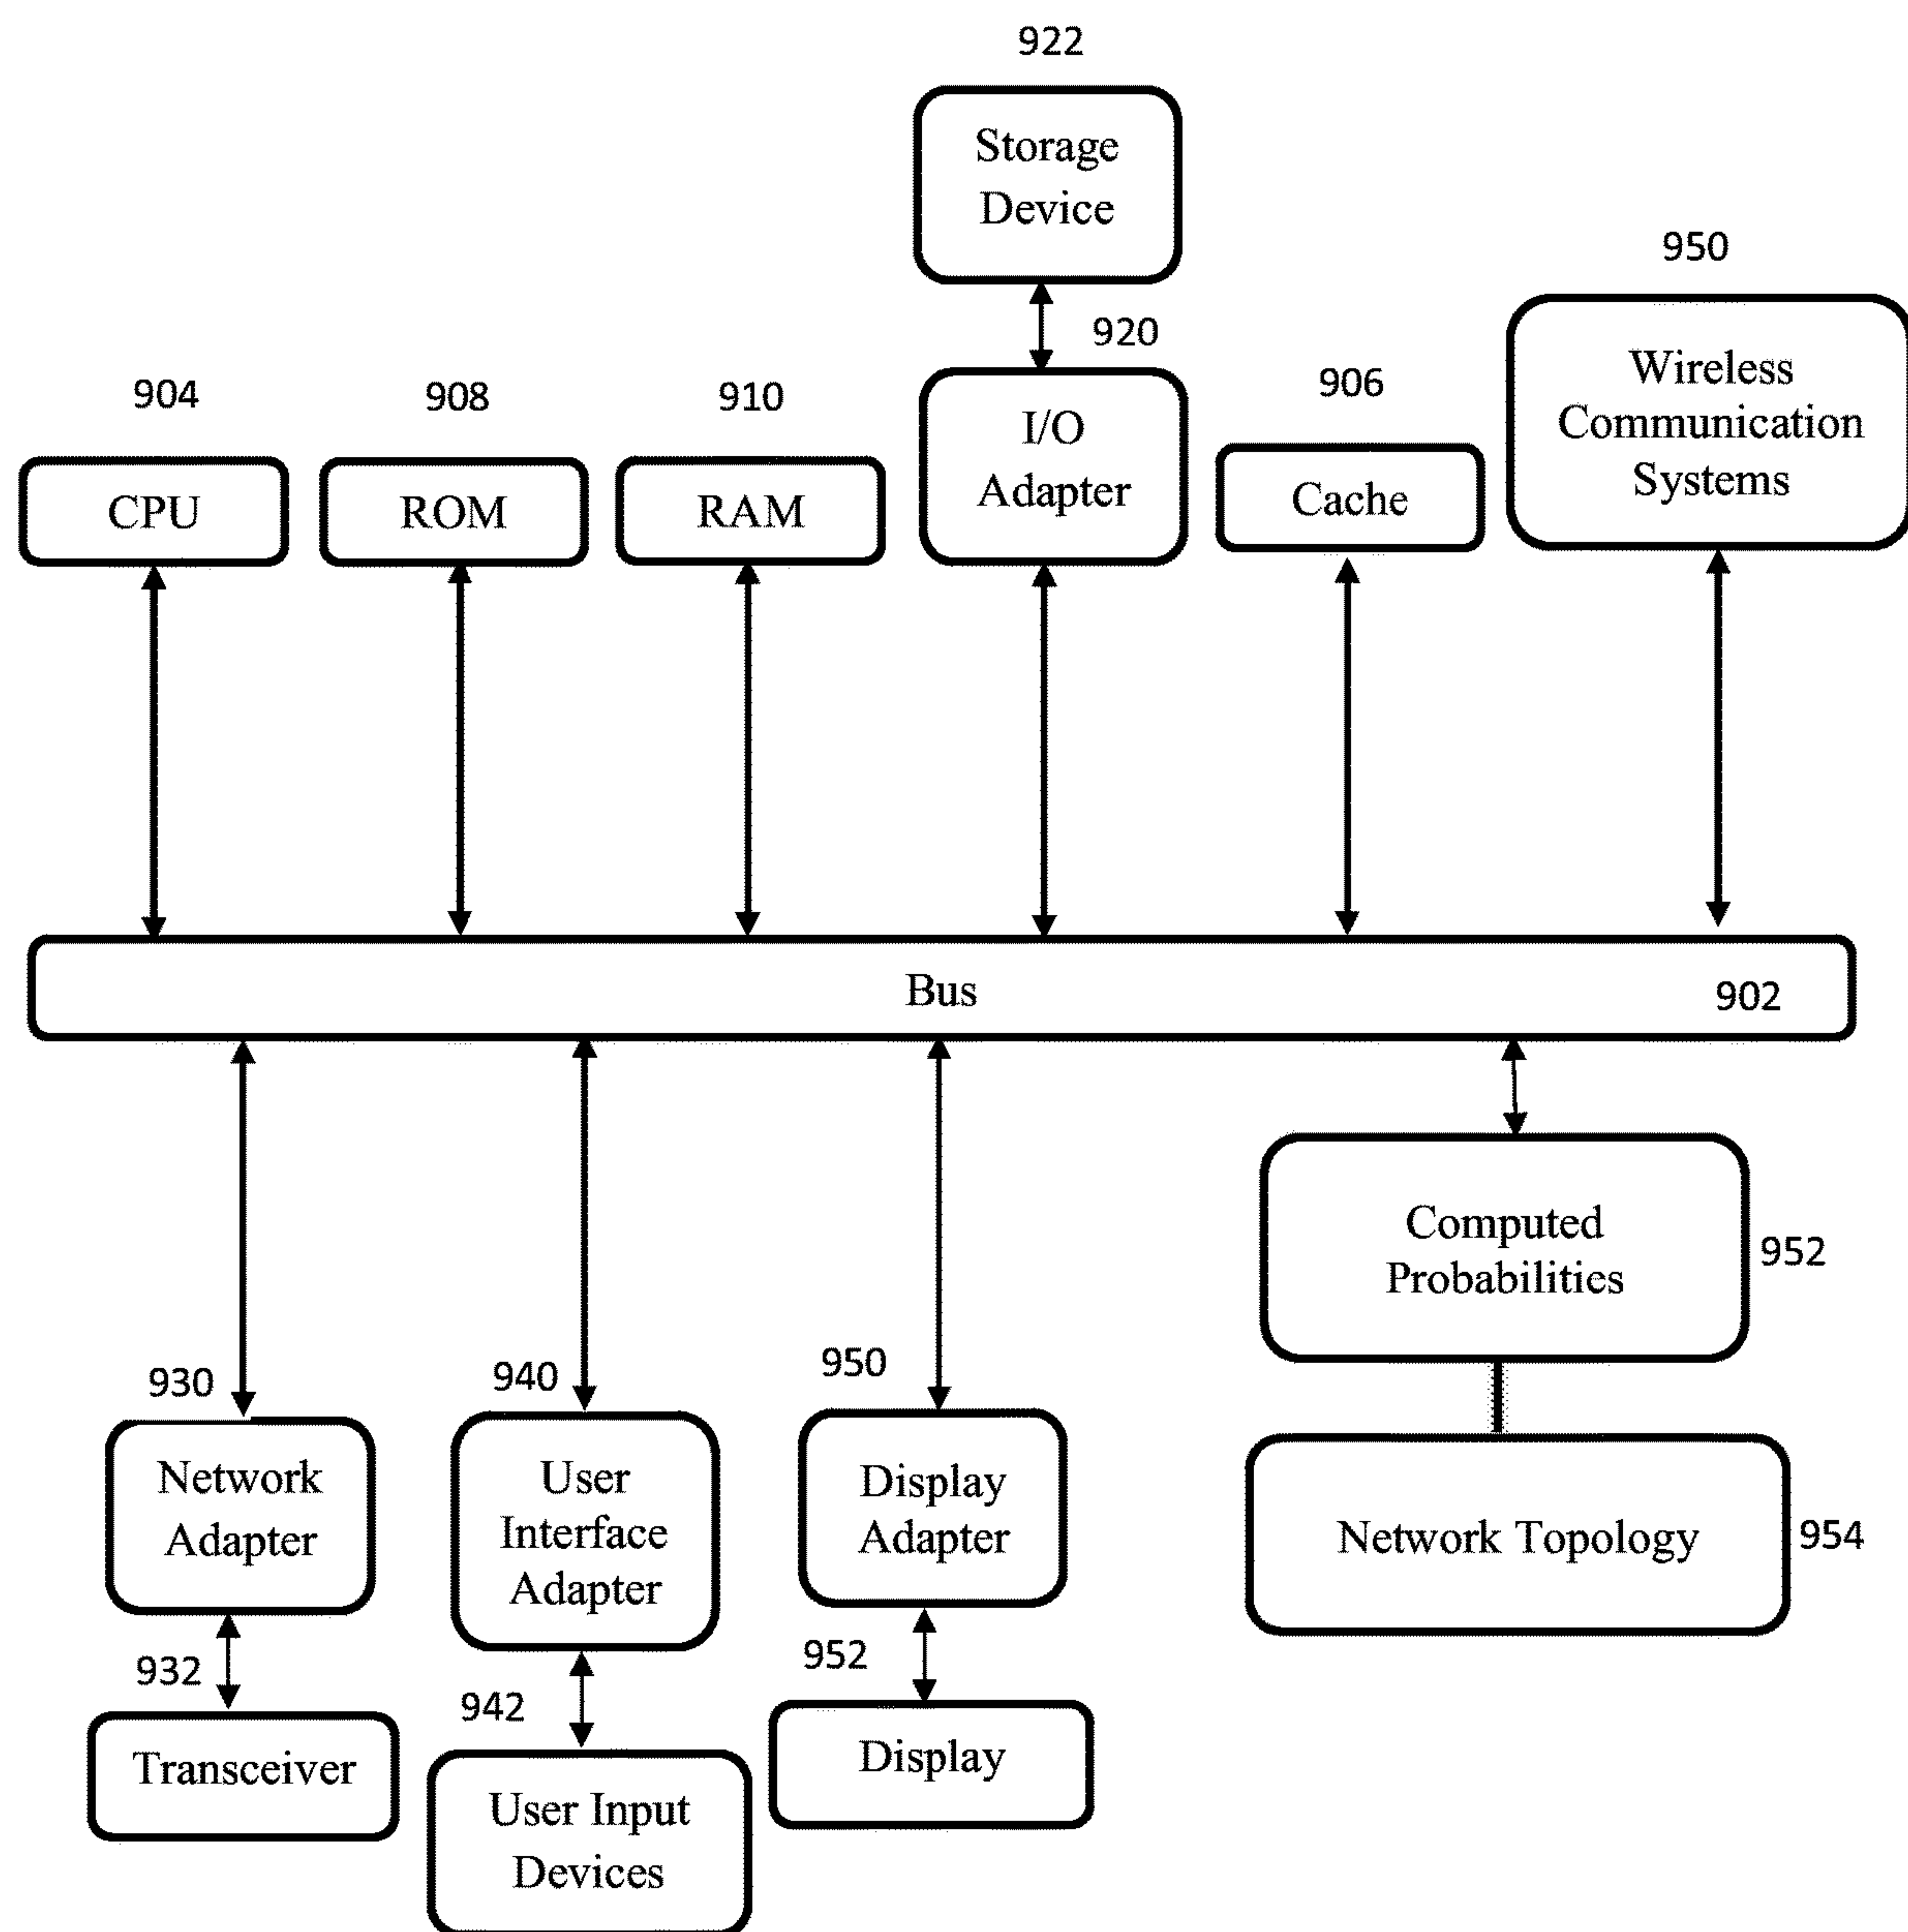 922
Storage
Device
950
920
Wireless
Communication
Systems
904
908
910
I/O
Adapter
906
CPU
ROM
RAM
Cache
Bus
902
Computed
Probabilities
952
930
940
950
Network
Adapter
User
Interface
Adapter
Display
Adapter
Network Topology
954
932
942
952
Transceiver
User Input
Devices
Display